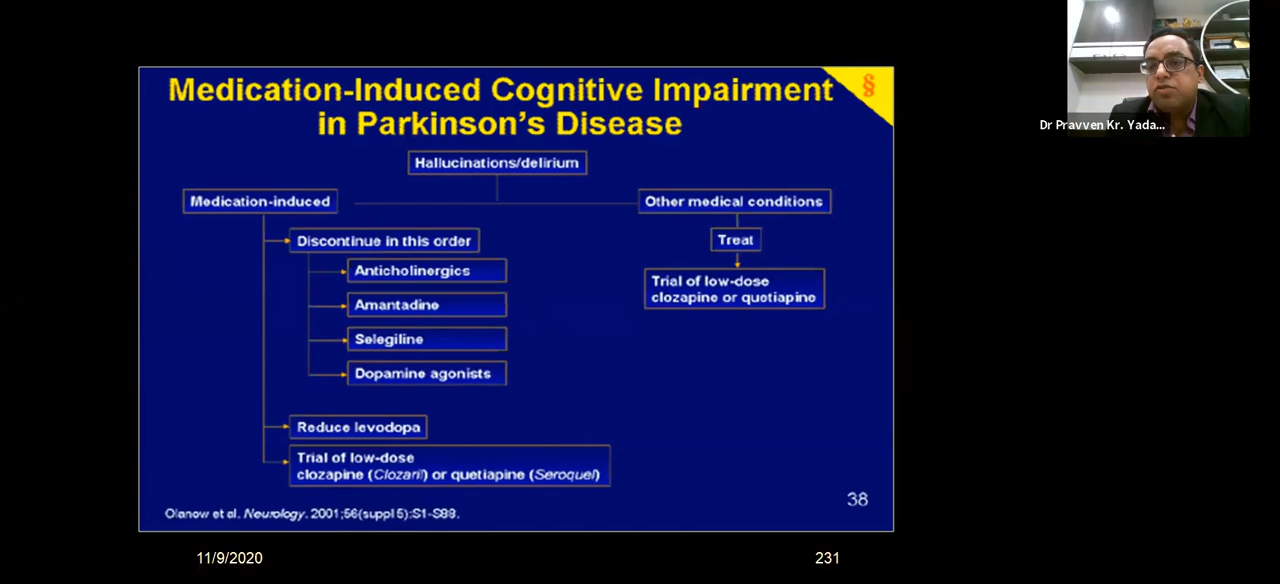 Medication-Induced Cognitive Impairment
in Parkinson's Disease
§
Hallucinations/delirium
Medication-induced
Other medical conditions
Discontinue in this order
Treat
Anticholinergics
Trial of low-dose
clozapine or quetiapine
Amantadine
Selegiline
Dopamine agonists
Reduce levodopa
Trial of low-dose
clozapine (Clozaril) or quetiapine (Seroquel)
38
Olanow et al. Neurology. 2001;56(suppl 5):S1-S88.
11/9/2020
231
Dr Pravven Kr. Yada...